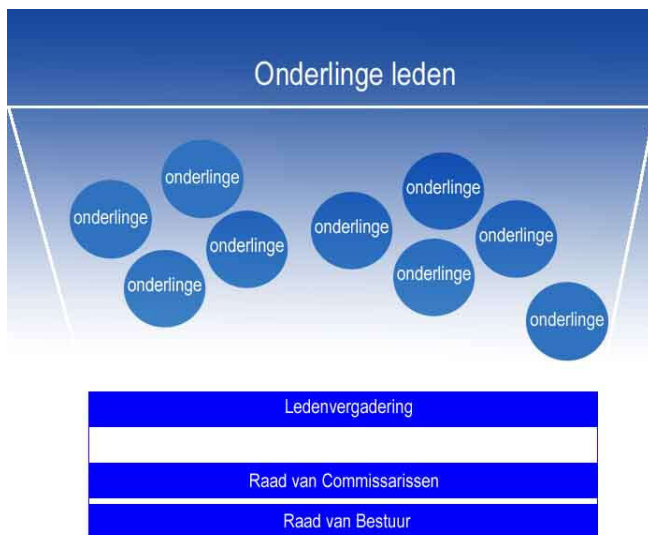 Onderlinge leden
onderlinge
onderlinge
onderlinge
onderlinge
onderlinge
onderlinge
onderlinge
onderlinge
onderlinge
Ledenvergadering
Raad van Commissarissen
Raad van Bestuur